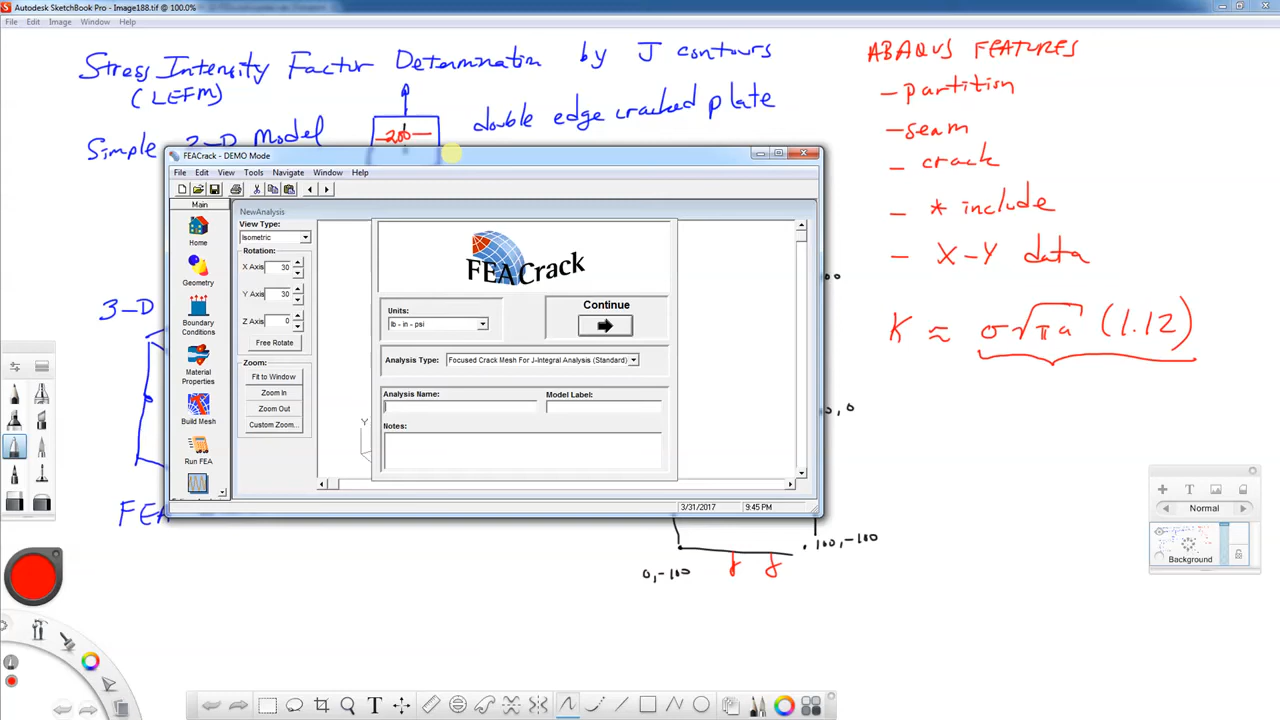 Autodesk SketchBook Pro - Image188.tif @ 100.0%
File Edit Image Window Help
Stress Intensity Factor Determination by J contours
(LEFM)
Simple 2-D Model
200
double edge cracked plate
ABAQUS FEATURES
- partition
- seam
- crack
- * include
- X-Y data
K ≈ σ√πa (1.12)
FEACrack - DEMO Mode
File Edit View Tools Navigate Window Help
Main
Home
Geometry
Boundary Conditions
Material Properties
Build Mesh
Run FEA
NewAnalysis
View Type:
Isometric
Rotation:
X Axis 30
Y Axis 30
Z Axis 0
Free Rotate
Zoom:
Fit to Window
Zoom In
Zoom Out
Custom Zoom...
Y
FEACrack
Units:
lb - in - psi
Continue
Analysis Type: Focused Crack Mesh For J-Integral Analysis (Standard)
Analysis Name:
Model Label:
Notes:
3/31/2017 9:45 PM
3-D
FEA
00
0, 0
100, -100
0, -100
Normal
Background